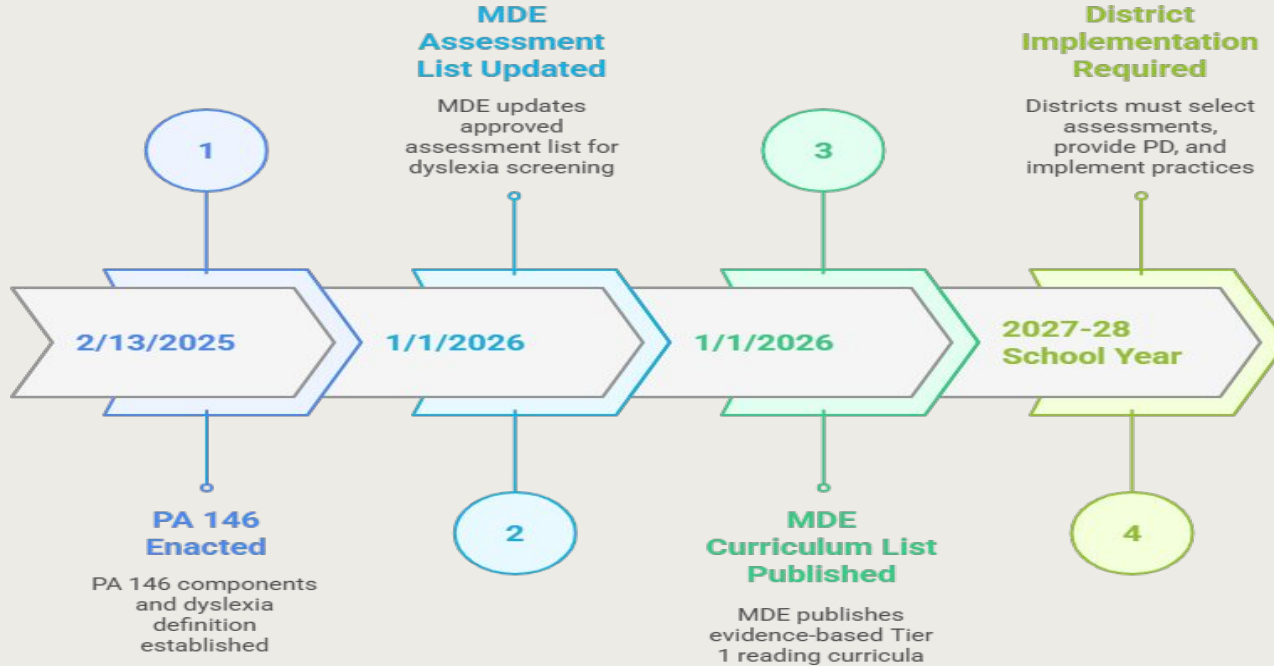 1
2/13/2025
PA 146
Enacted
PA 146 components
and dyslexia
definition
established
MDE
Assessment
List Updated
MDE updates
approved
assessment list for
dyslexia screening
1/1/2026
2
3
1/1/2026
MDE
Curriculum List
Published
MDE publishes
evidence-based Tier
1 reading curricula
District
Implementation
Required
Districts must select
assessments,
provide PD, and
implement practices
2027-28
School Year
4